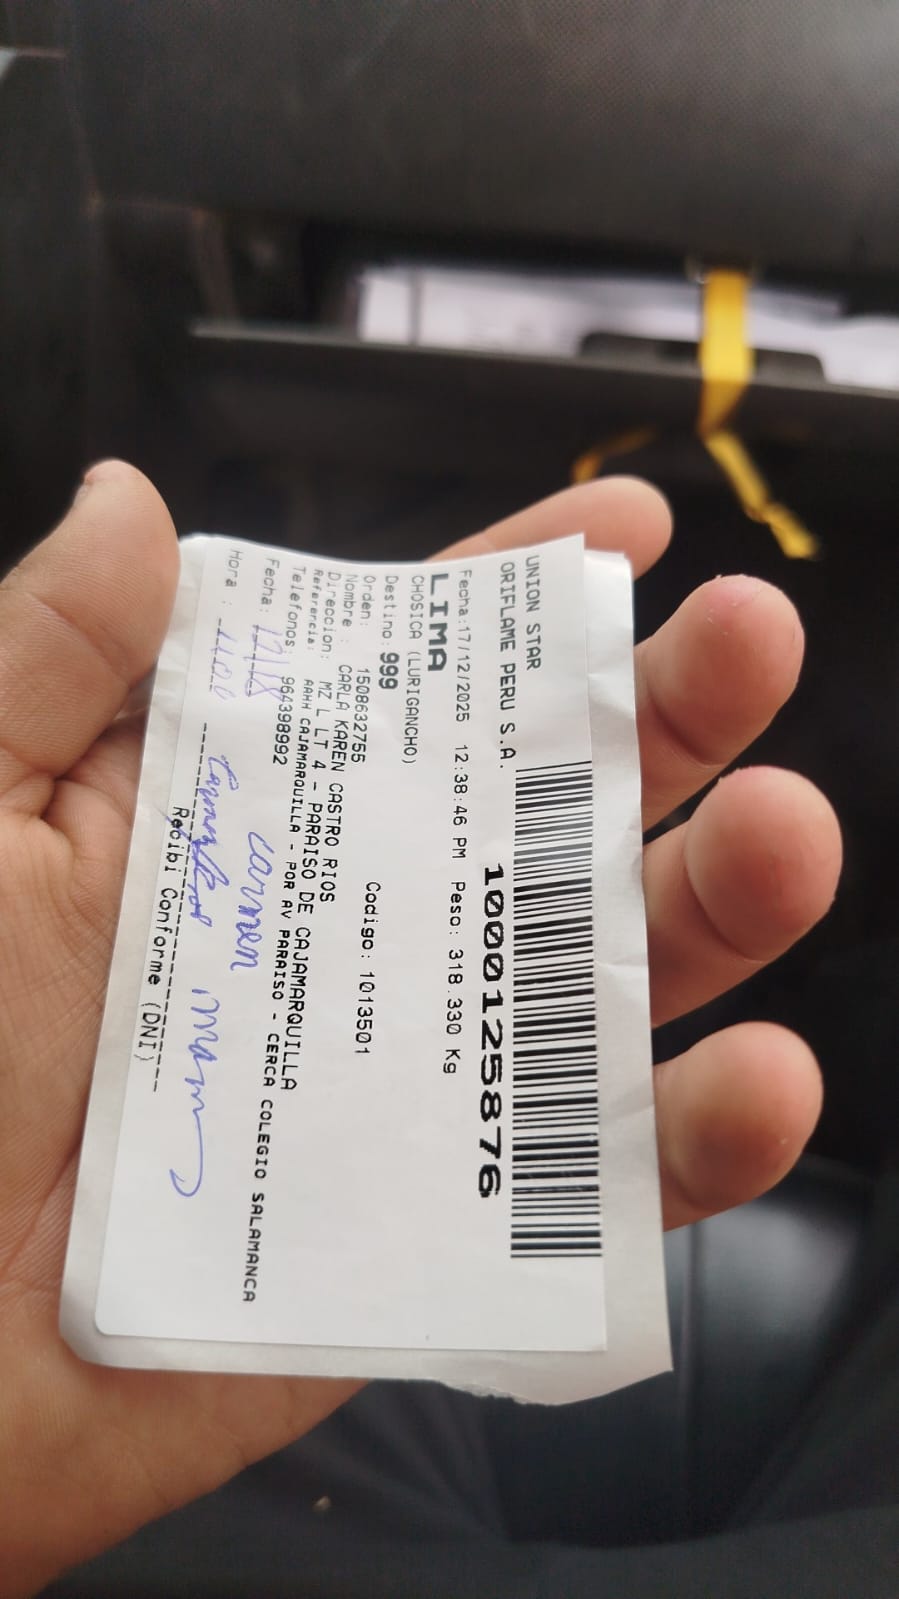 UNION STAR
ORIFLAME PERU S.A.
100012587​6
Fecha:17/12/2025 12:38:46 PM Peso: 318.330 Kg
LIMA
CHOSICA (LURIGANCHO)
Destino: 999
Orden: 1508632755 Codigo: 1013501
Nombre : CARLA KAREN CASTRO RIOS
Direccion: MZ L LT 4 - PARAISO DE CAJAMARQUILLA
Referencia: AAHH CAJAMARQUILLA - POR AV PARAISO - CERCA COLEGIO SALAMANCA
Telefonos: 964398992
Fecha: carmen
Hora :
Recibi Conforme (DNI)